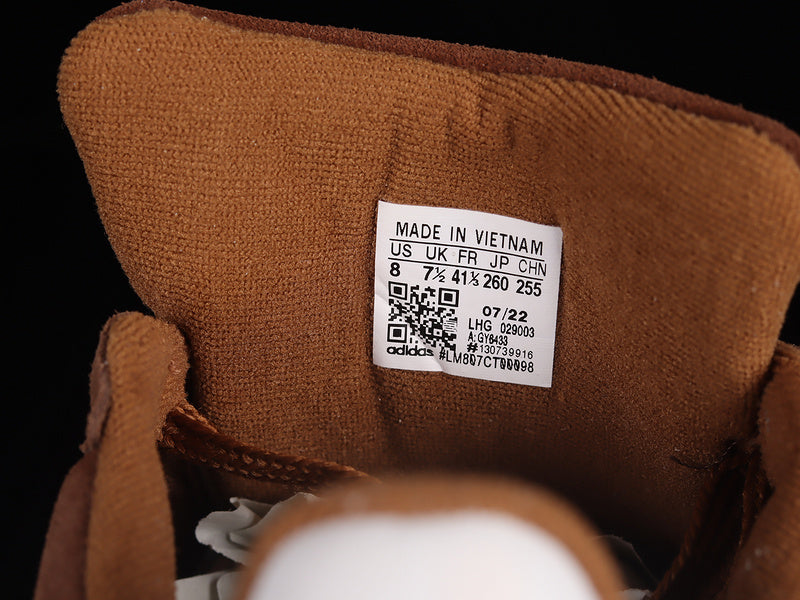 MADE IN VIETNAM
US UK FR JP CHN
8 7½ 41⅓ 260 255
07/22
LHG 029003
A: GY6433
#130739916
adidas #LM807CT00098